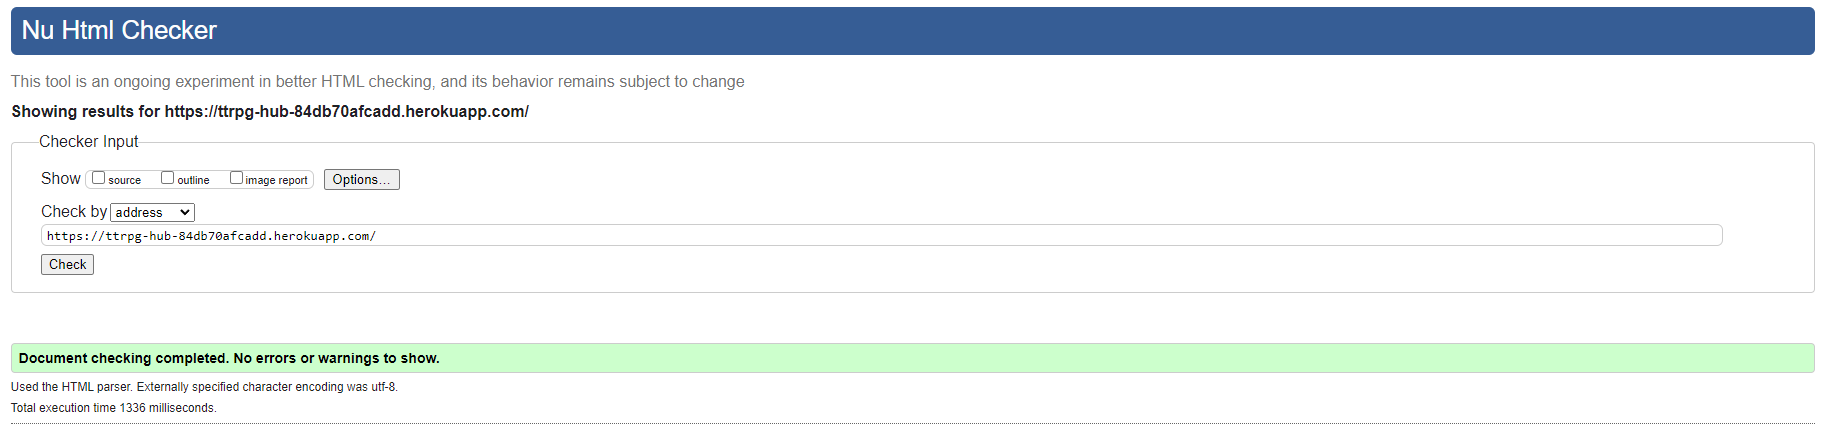 Nu Html Checker
This tool is an ongoing experiment in better HTML checking, and its behavior remains subject to change
Showing results for https://ttrpg-hub-84db70afcadd.herokuapp.com/
Checker Input
Show source outline image report Options...
Check by address
https://ttrpg-hub-84db70afcadd.herokuapp.com/
Check
Document checking completed. No errors or warnings to show.
Used the HTML parser. Externally specified character encoding was utf-8.
Total execution time 1336 milliseconds.